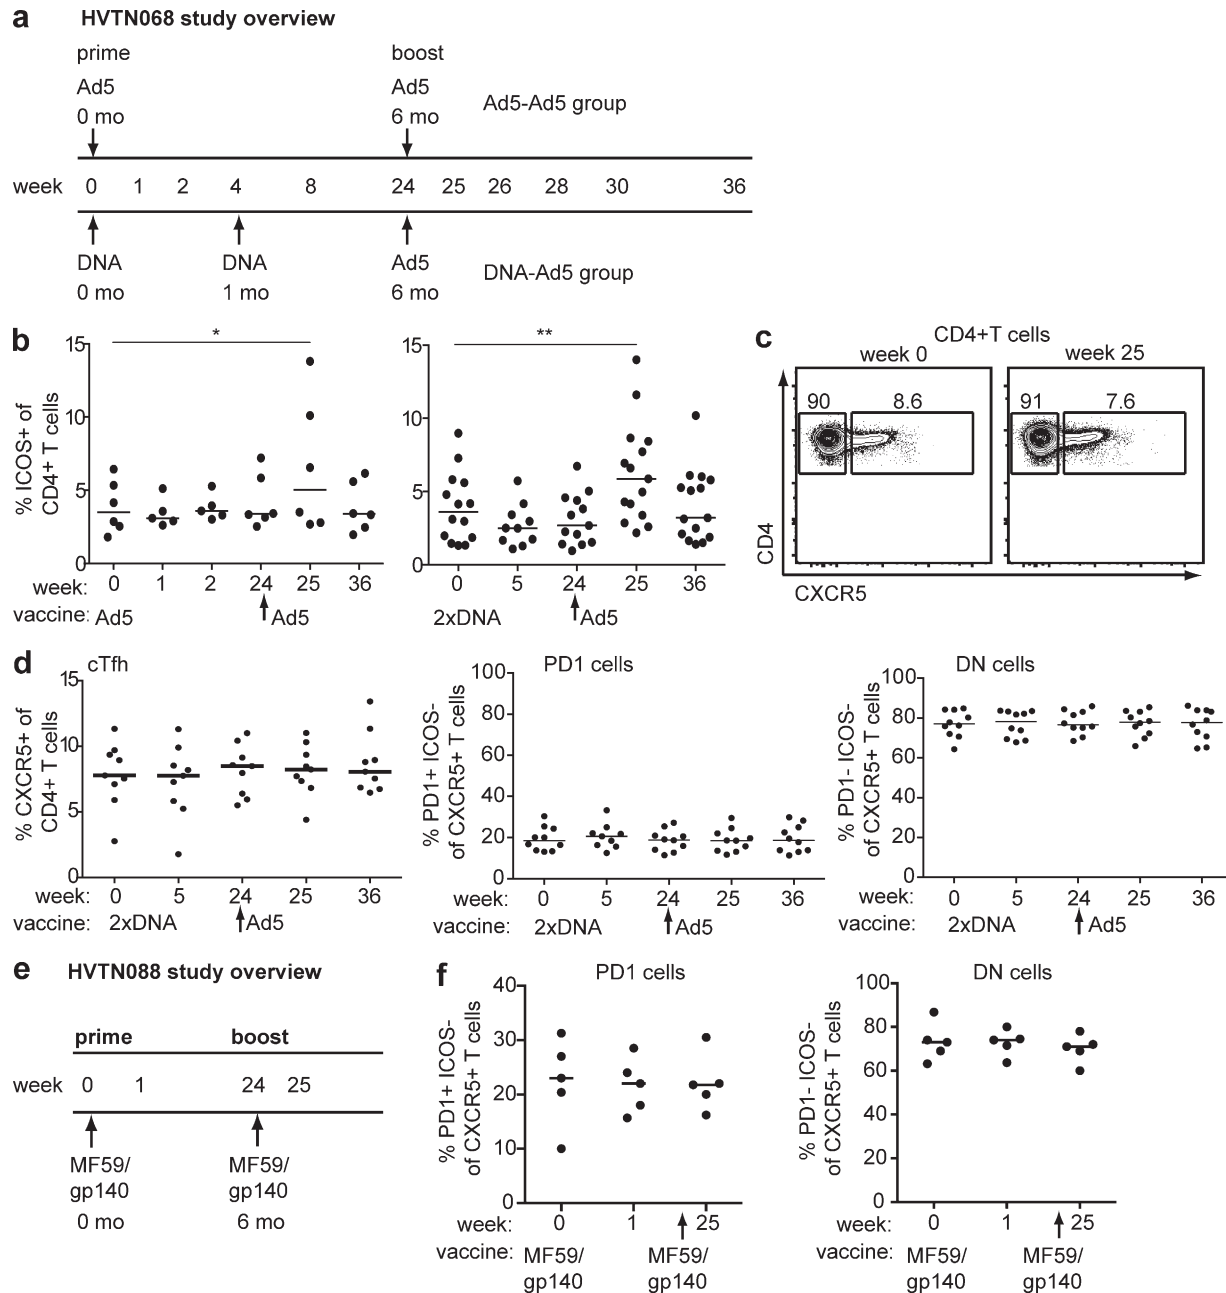 a HVTN068 study overview
prime boost
Ad5 Ad5
0 mo 6 mo
Ad5-Ad5 group
week 0 1 2 4 8 24 25 26 28 30 36
DNA DNA Ad5
0 mo 1 mo 6 mo
DNA-Ad5 group
b
% ICOS+ of
CD4+ T cells
15
10
5
0
*
week: 0 1 2 24 25 36
vaccine: Ad5 Ad5
15
10
5
0
**
0 5 24 25 36
2xDNA Ad5
c
CD4+T cells
week 0 week 25
90 8.6
91 7.6
CD4
CXCR5
d
cTfh
% CXCR5+ of
CD4+ T cells
15
10
5
0
week: 0 5 24 25 36
vaccine: 2xDNA Ad5
PD1 cells
% PD1+ ICOS-
of CXCR5+ T cells
100
80
60
40
20
0
week: 0 5 24 25 36
vaccine: 2xDNA Ad5
DN cells
% PD1- ICOS-
of CXCR5+ T cells
100
80
60
40
20
0
week: 0 5 24 25 36
vaccine: 2xDNA Ad5
e HVTN088 study overview
prime boost
week 0 1 24 25
MF59/ MF59/
gp140 gp140
0 mo 6 mo
f
PD1 cells
% PD1+ ICOS-
of CXCR5+ T cells
40
30
20
10
0
week: 0 1 25
vaccine: MF59/ MF59/
gp140 gp140
DN cells
% PD1- ICOS-
of CXCR5+ T cells
100
80
60
40
20
0
week: 0 1 25
vaccine: MF59/ MF59/
gp140 gp140